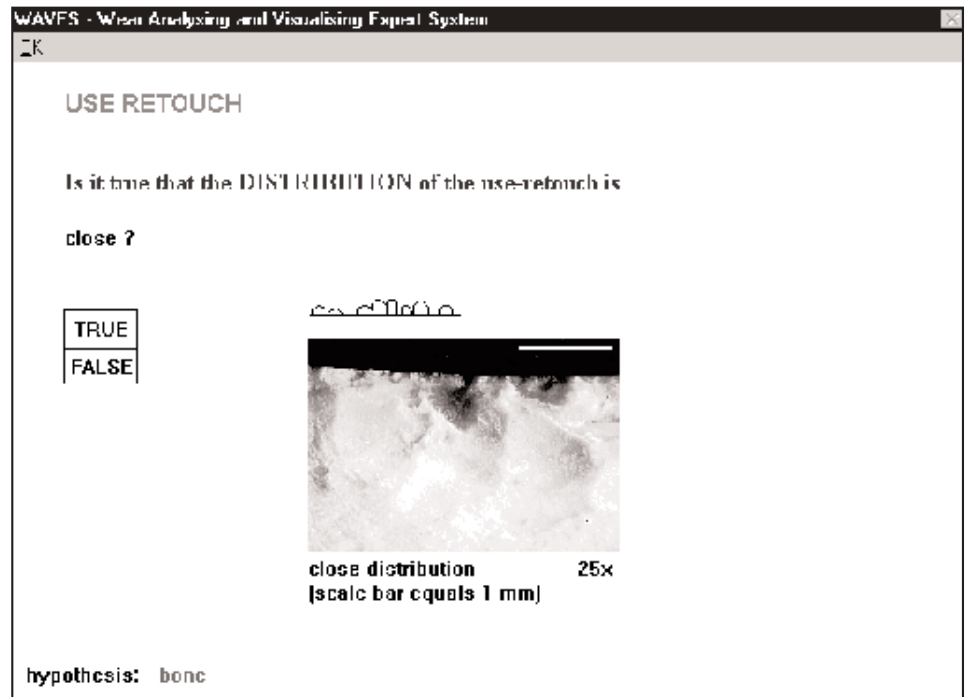 WAVES - Wear Analyzing and Visualising Expert System
USE RETOUCH
Is it true that the DISTRIBUTION of the use-retouch is
close ?
TRUE
FALSE
close distribution 25x
(scale bar equals 1 mm)
hypothesis: bone